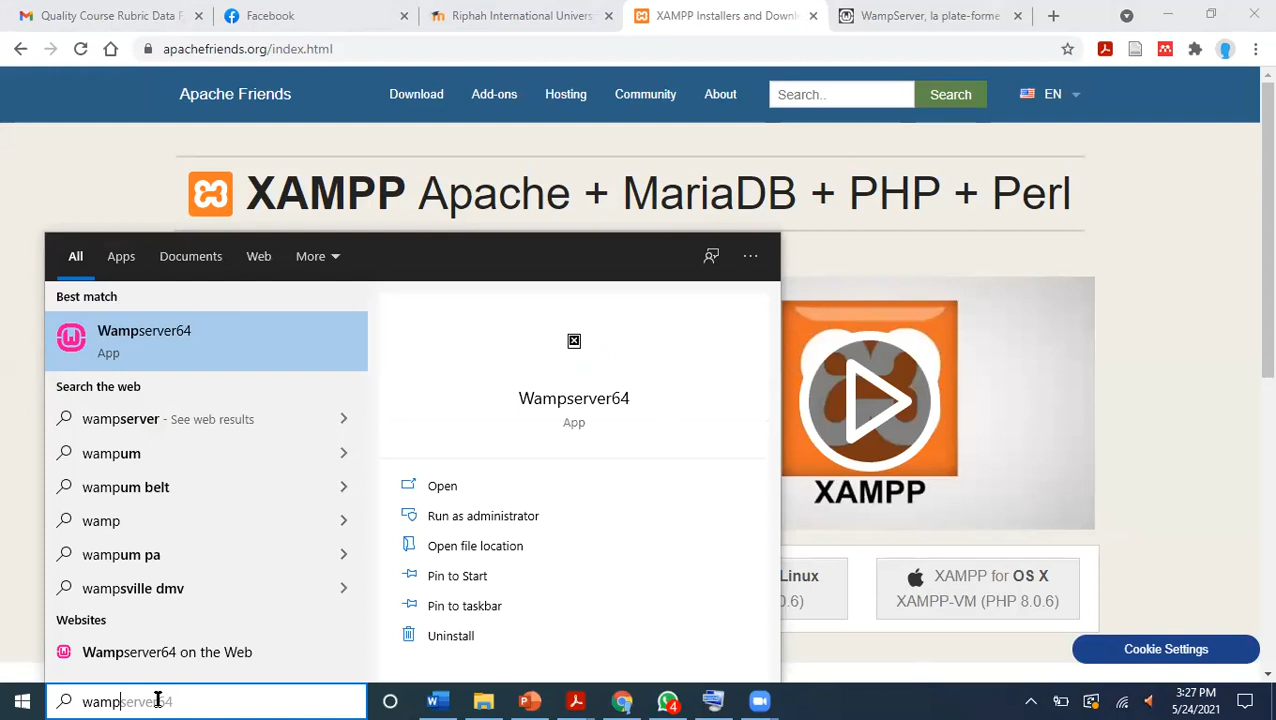 Quality Course Rubric Data F
Facebook
Riphah International Univers
XAMPP Installers and Downl
WampServer, la plate-forme
apachefriends.org/index.html
Apache Friends
Download
Add-ons
Hosting
Community
About
Search..
Search
EN
XAMPP Apache + MariaDB + PHP + Perl
All
Apps
Documents
Web
More
Best match
Wampserver64
App
Search the web
wampserver - See web results
wampum
wampum belt
wamp
wampum pa
wampsville dmv
Websites
Wampserver64 on the Web
Wampserver64
App
Open
Run as administrator
Open file location
Pin to Start
Pin to taskbar
Uninstall
XAMPP
Linux
0.6)
XAMPP for OS X
XAMPP-VM (PHP 8.0.6)
Cookie Settings
wampserver64
3:27 PM
5/24/2021